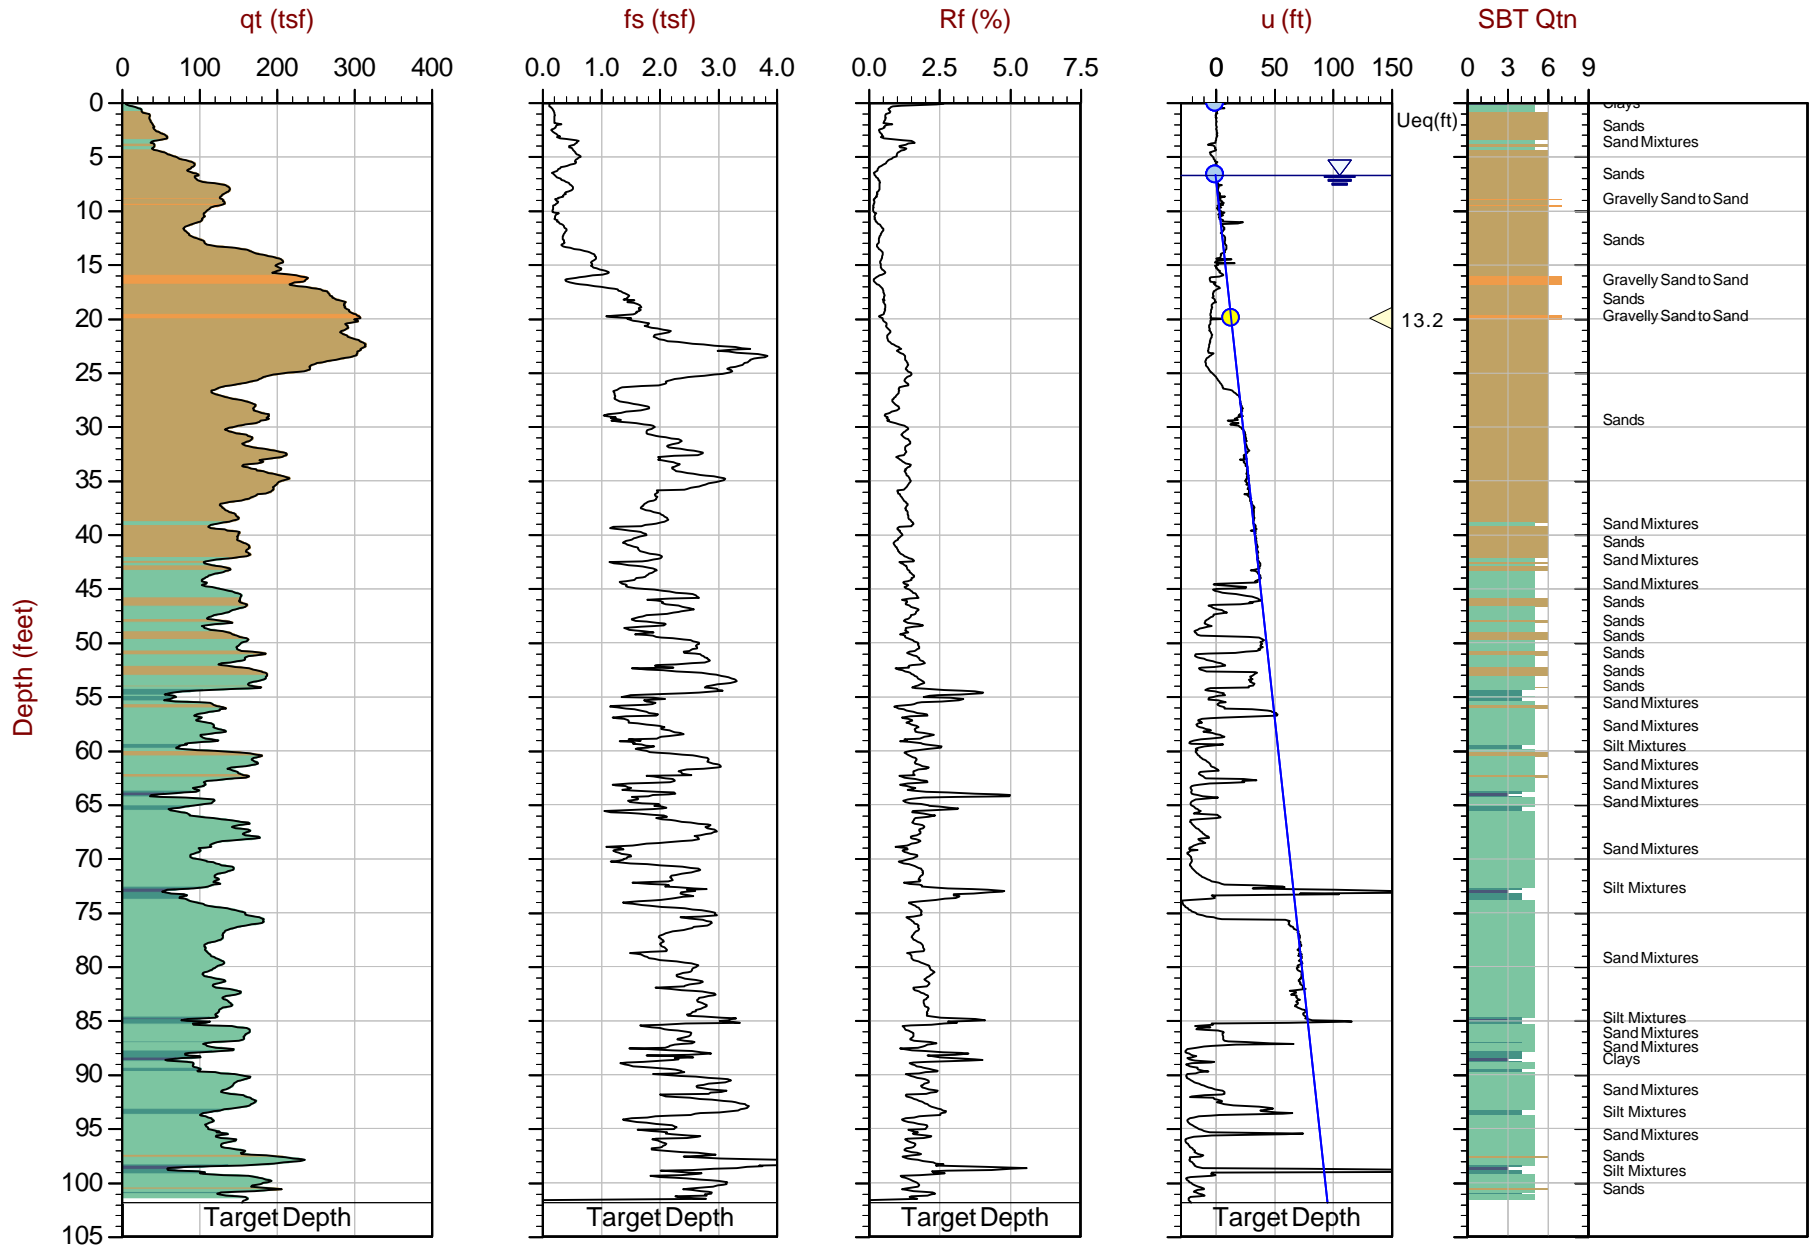 qt (tsf) fs (tsf) Rf (%) u (ft) SBT Qtn
0 100 200 300 400 0.0 1.0 2.0 3.0 4.0 0.0 2.5 5.0 7.5 0 50 100 150 0 3 6 9
0
Clays
Ueq(ft)
Sands
Sand Mixtures
5
Sands
Gravelly Sand to Sand
10
Sands
15
Gravelly Sand to Sand
Sands
Gravelly Sand to Sand
20
13.2
25
Sands
30
35
Sand Mixtures
40
Sands
Sand Mixtures
Sand Mixtures
45
Sands
Sands
Sands
50
Sands
Sands
Sands
55
Sand Mixtures
Sand Mixtures
Silt Mixtures
60
Sand Mixtures
Sand Mixtures
Sand Mixtures
65
Sand Mixtures
70
Silt Mixtures
75
Sand Mixtures
80
Silt Mixtures
85
Sand Mixtures
Sand Mixtures
Clays
90
Sand Mixtures
Silt Mixtures
95
Sand Mixtures
Sands
Silt Mixtures
100
Sands
Target Depth Target Depth Target Depth Target Depth
105
Depth (feet)